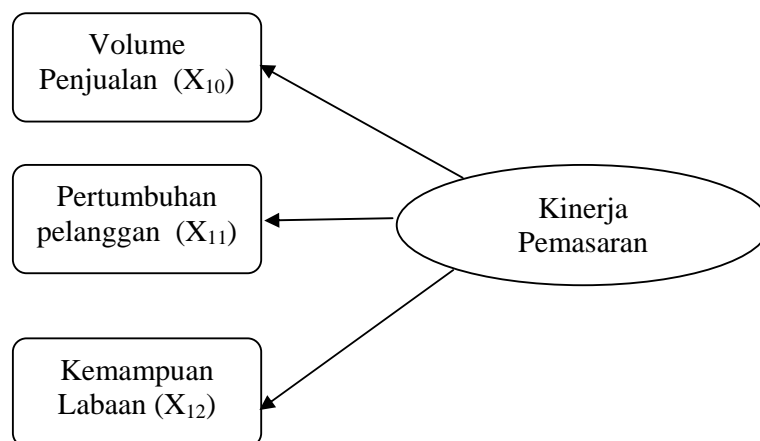 Volume
Penjualan (X₁₀)
Pertumbuhan
pelanggan (X₁₁)
Kinerja
Pemasaran
Kemampuan
Labaan (X₁₂)